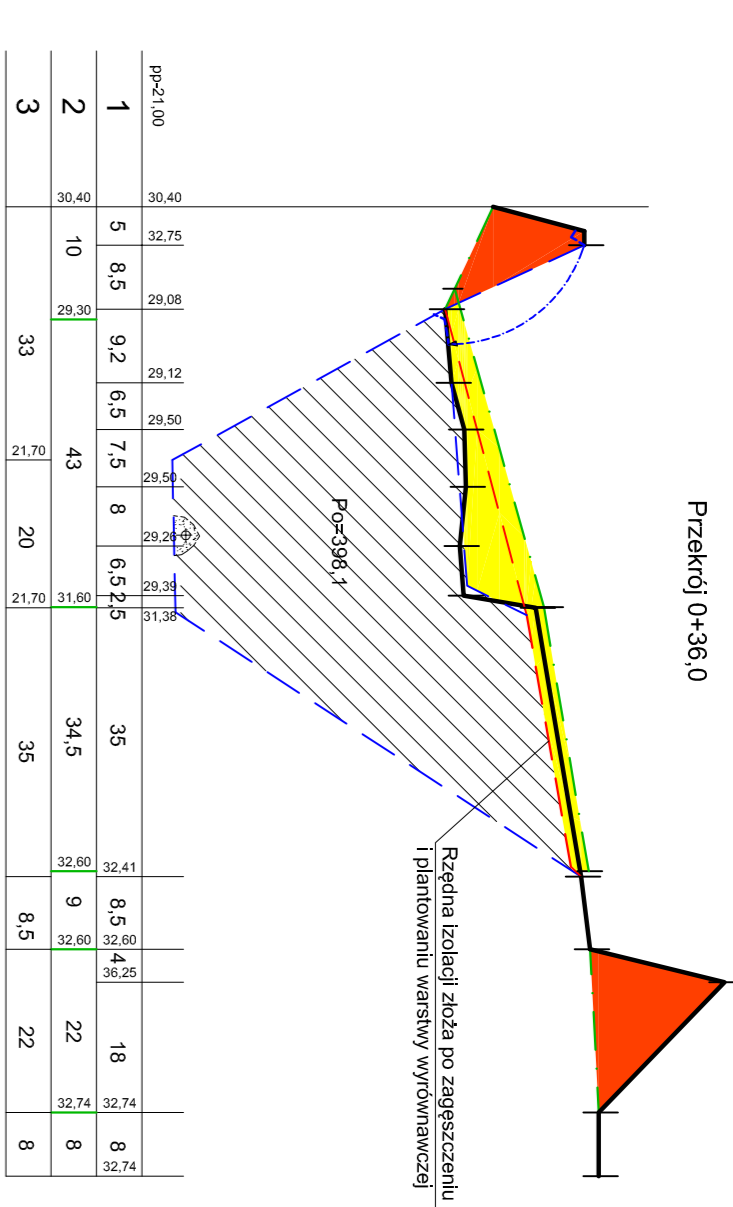 Przekrój 0+36,0
Po=398,1
Rzędna izolacji złoża po zagęszczeniu
i plantowaniu warstwy wyrównawczej
pp-21,00
30,40 32,75 29,08 29,12 29,50 29,50 29,26 29,39 31,38 32,41 32,60 36,25 32,74 32,74
1 5 8,5 9,2 6,5 7,5 8 6,5 2,5 35 8,5 4 18 8
30,40 29,30 31,60 32,60 32,60 32,74
2 10 43 34,5 9 22 8
21,70 21,70
3 33 20 35 8,5 22 8